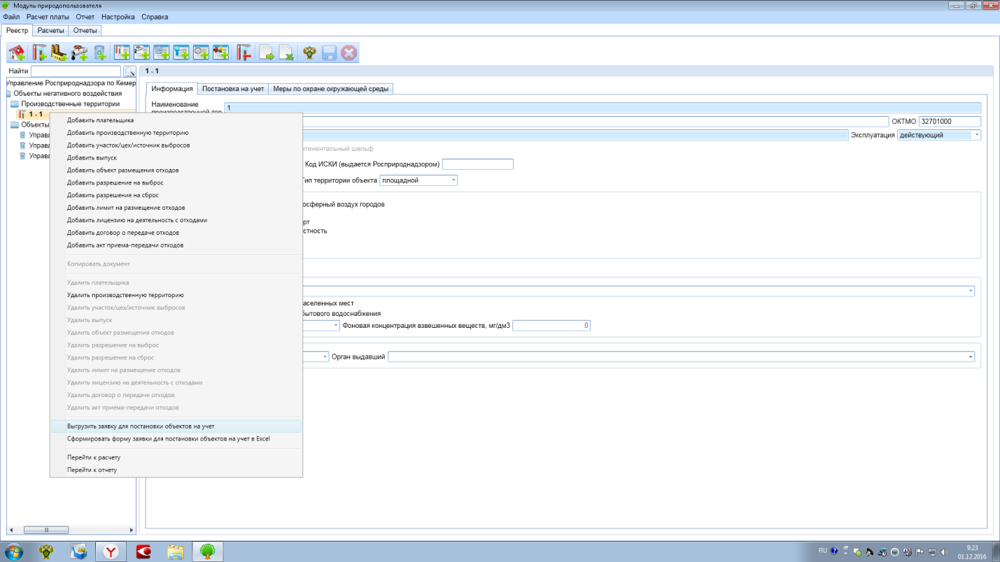 Модуль природопользователя
Файл Расчет платы Отчет Настройка Справка
Реестр Расчеты Отчеты
Найти
1 - 1
Управление Росприроднадзора по Кемер
Объекты негативного воздействия
Производственные территории
1 - 1
Объекты
Управл
Управл
Управл
Информация Постановка на учет Меры по охране окружающей среды
Наименование
производственной тер
1
ОКТМО 32701000
Эксплуатация действующий
нтинентальный шельф
Код ИСКИ (выдается Росприроднадзором)
Тип территории объекта площадной
осферный воздух городов
рт
стность
аселенных мест
бытового водоснабжения
Фоновая концентрация взвешенных веществ, мг/дм3 0
Орган выдавший
Добавить плательщика
Добавить производственную территорию
Добавить участок/цех/источник выбросов
Добавить выпуск
Добавить объект размещения отходов
Добавить разрешение на выброс
Добавить разрешение на сброс
Добавить лимит на размещение отходов
Добавить лицензию на деятельность с отходами
Добавить договор о передаче отходов
Добавить акт приема-передачи отходов
Копировать документ
Удалить плательщика
Удалить производственную территорию
Удалить участок/цех/источник выбросов
Удалить выпуск
Удалить объект размещения отходов
Удалить разрешение на выброс
Удалить разрешение на сброс
Удалить лимит на размещение отходов
Удалить лицензию на деятельность с отходами
Удалить договор о передаче отходов
Удалить акт приема-передачи отходов
Выгрузить заявку для постановки объектов на учет
Сформировать форму заявки для постановки объектов на учет в Excel
Перейти к расчету
Перейти к отчету
RU
9:23
01.12.2016